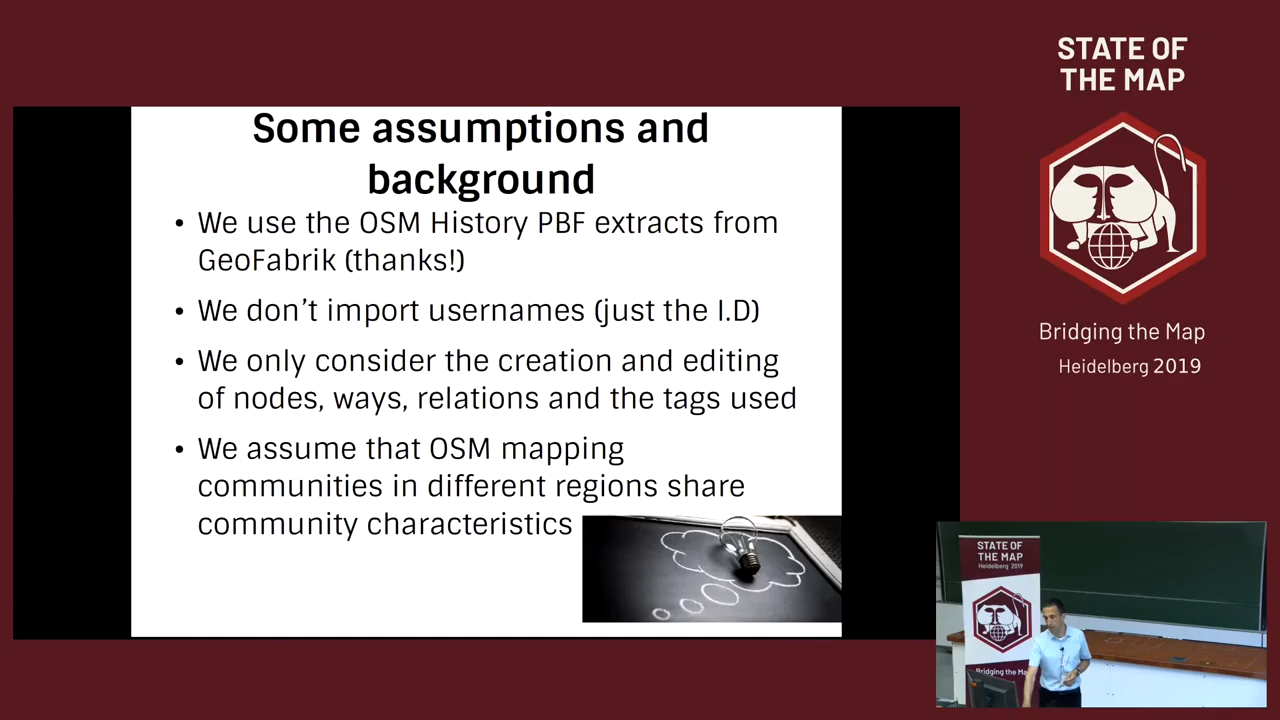 Some assumptions and
background
• We use the OSM History PBF extracts from
GeoFabrik (thanks!)
• We don't import usernames (just the I.D)
• We only consider the creation and editing
of nodes, ways, relations and the tags used
• We assume that OSM mapping
communities in different regions share
community characteristics
STATE OF
THE MAP
Bridging the Map
Heidelberg 2019
STATE OF
THE MAP
Heidelberg 2019
Bridging the Ma